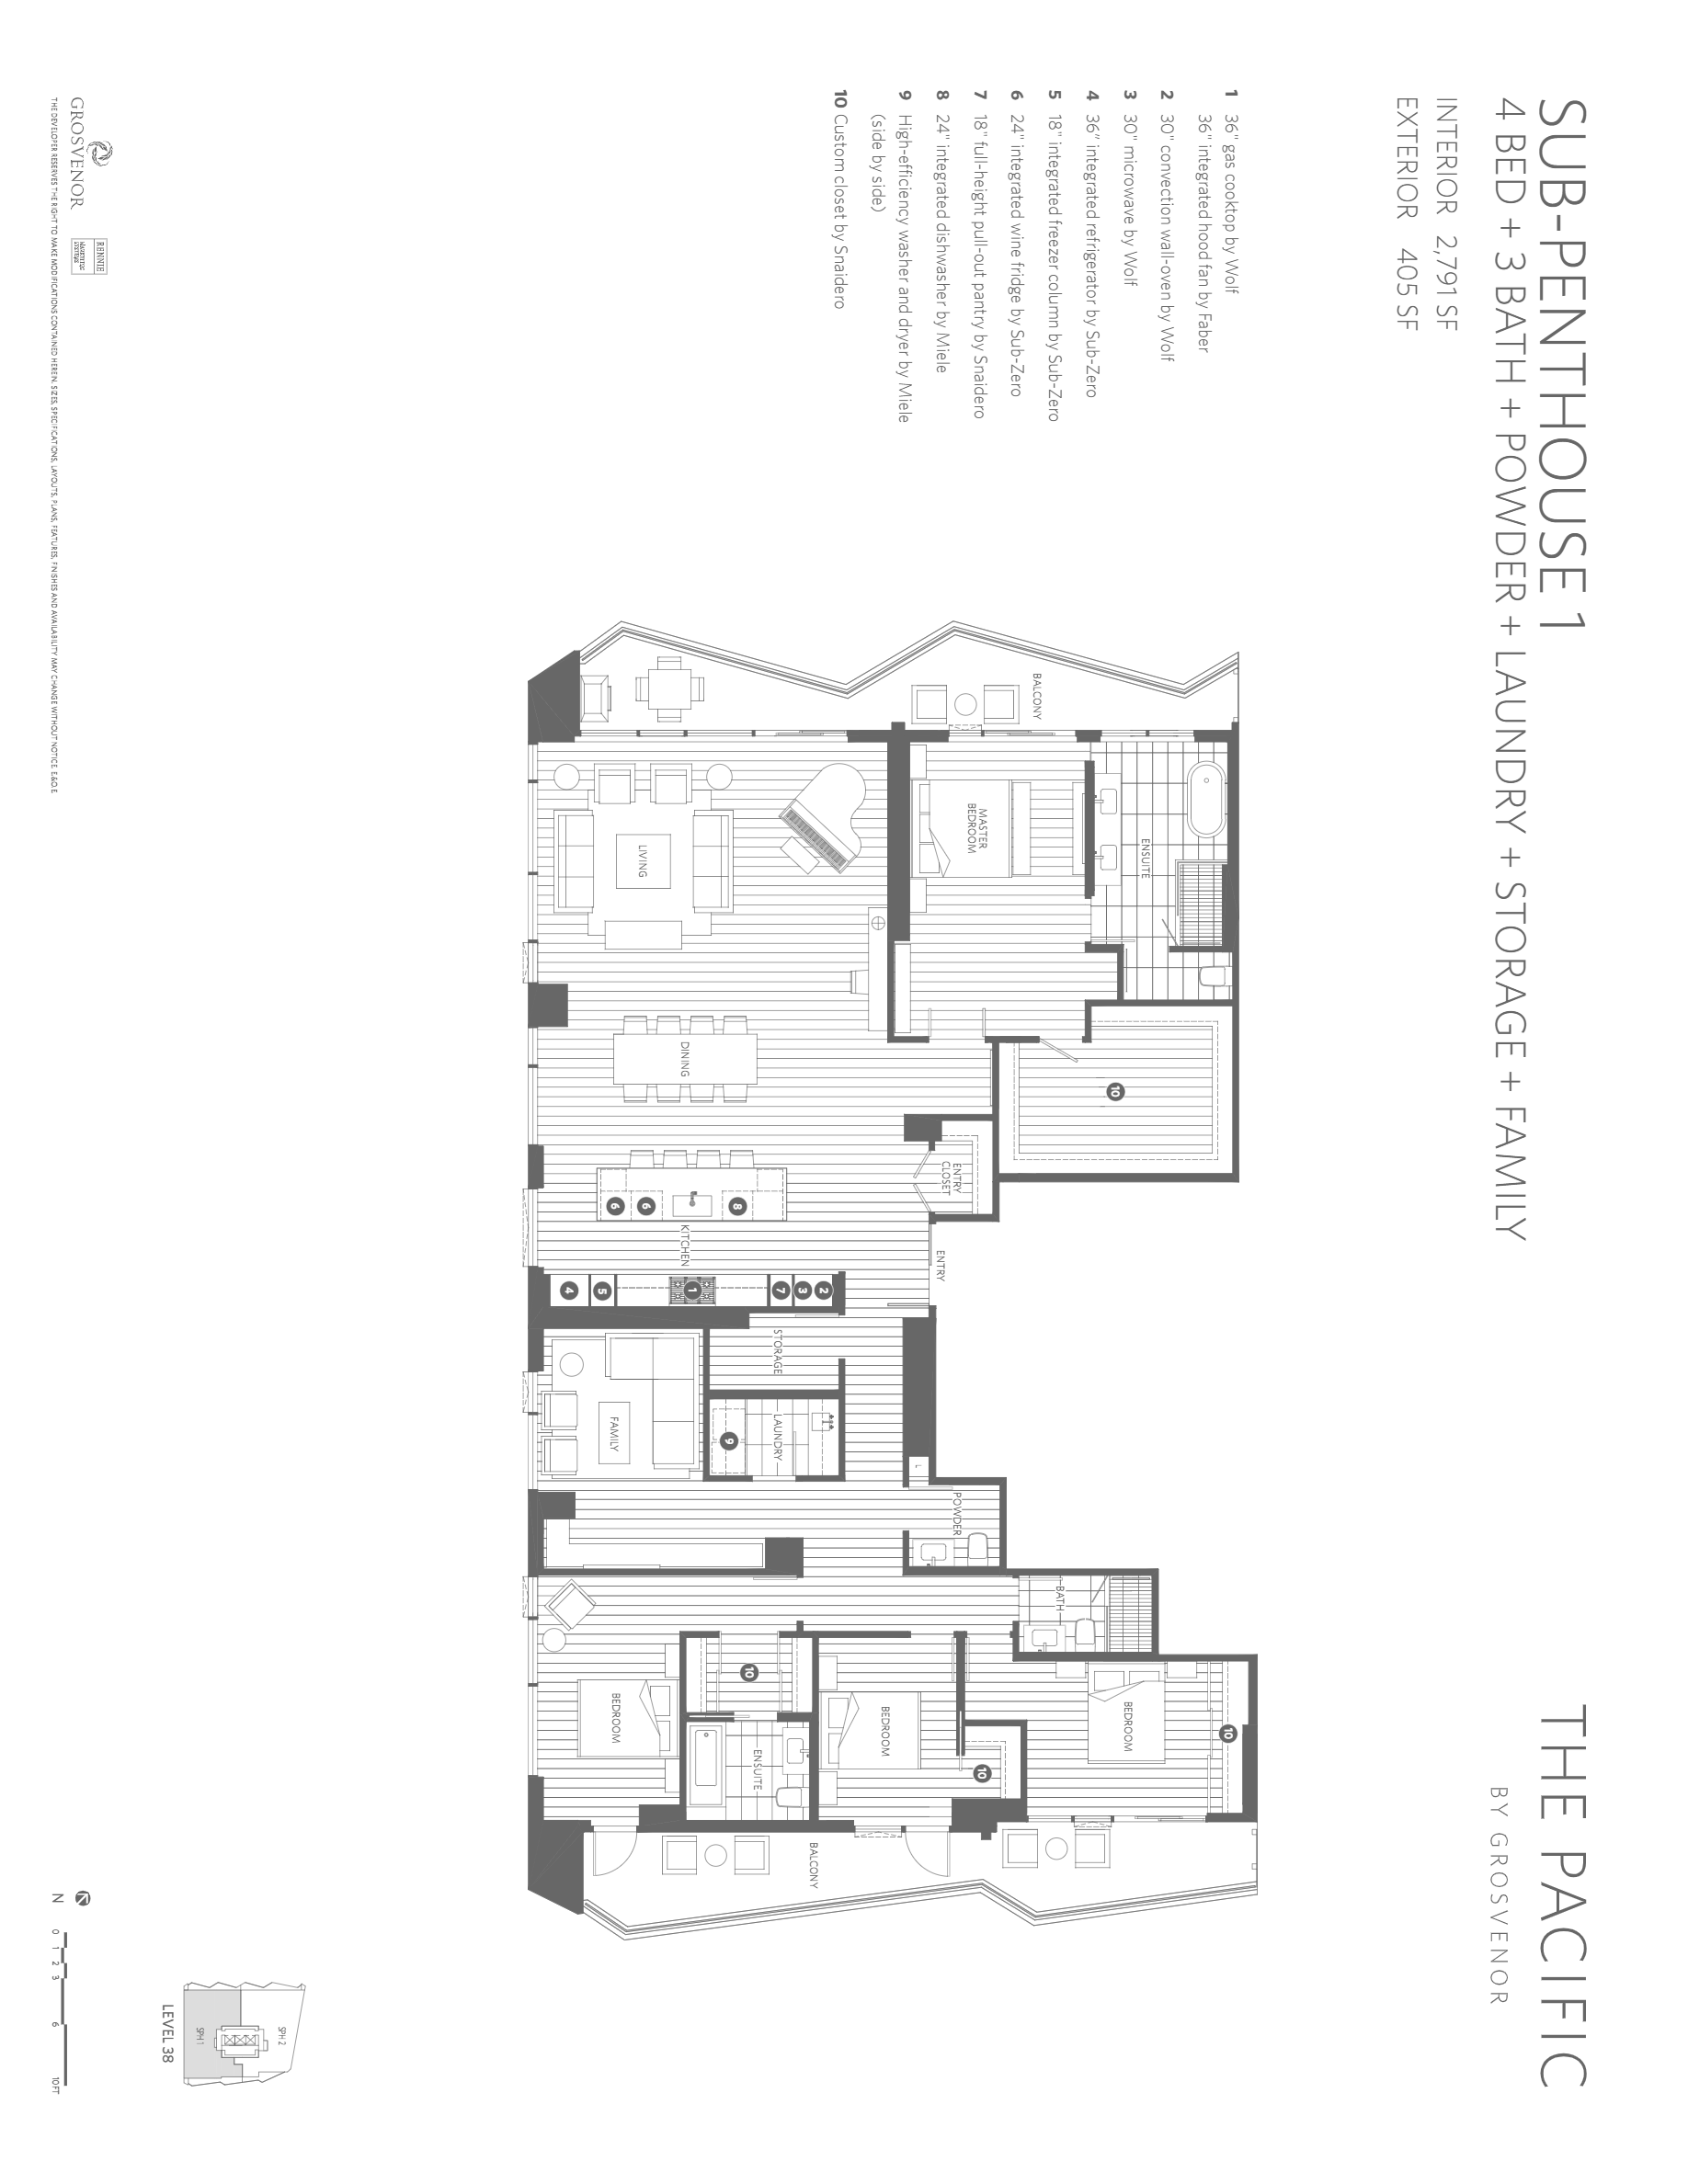 SUB-PENTHOUSE 1
4 BED + 3 BATH + POWDER + LAUNDRY + STORAGE + FAMILY
INTERIOR 2,791 SF
EXTERIOR 405 SF
THE PACIFIC
BY GROSVENOR
1 36" gas cooktop by Wolf
36" integrated hood fan by Faber
2 30" convection wall-oven by Wolf
3 30" microwave by Wolf
4 36" integrated refrigerator by Sub-Zero
5 18" integrated freezer column by Sub-Zero
6 24" integrated wine fridge by Sub-Zero
7 18" full-height pull-out pantry by Snaidero
8 24" integrated dishwasher by Miele
9 High-efficiency washer and dryer by Miele
(side by side)
10 Custom closet by Snaidero
BALCONY
MASTER
BEDROOM
ENSUITE
LIVING
10
DINING
ENTRY
CLOSET
6
6
8
KITCHEN
ENTRY
4
5
1
7
3
2
STORAGE
FAMILY
LAUNDRY
9
L
POWDER
BATH
10
BEDROOM
BEDROOM
BEDROOM
10
10
ENSUITE
BALCONY
GROSVENOR
RENNIE
MARKETING
SYSTEMS
THE DEVELOPER RESERVES THE RIGHT TO MAKE MODIFICATIONS CONTAINED HEREIN. SIZES, SPECIFICATIONS, LAYOUTS, PLANS, FEATURES, FINISHES AND AVAILABILITY MAY CHANGE WITHOUT NOTICE. E.&O.E
N
0 1 2 3 6 10FT
SPH 2
SPH 1
LEVEL 38